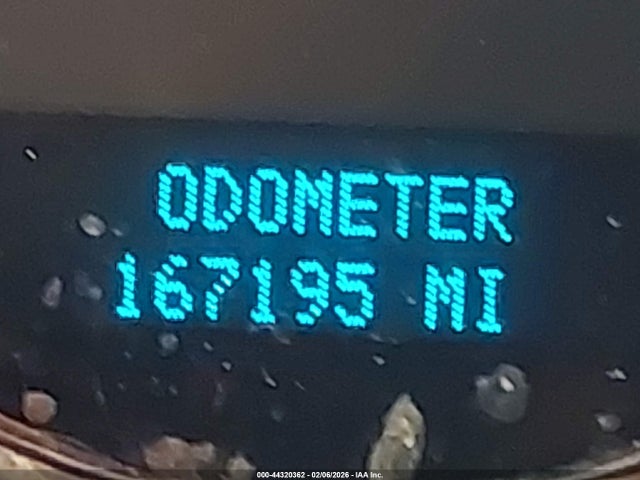 ODOMETER
167195 MI
000-44320362 - 02/06/2026 - IAA Inc.